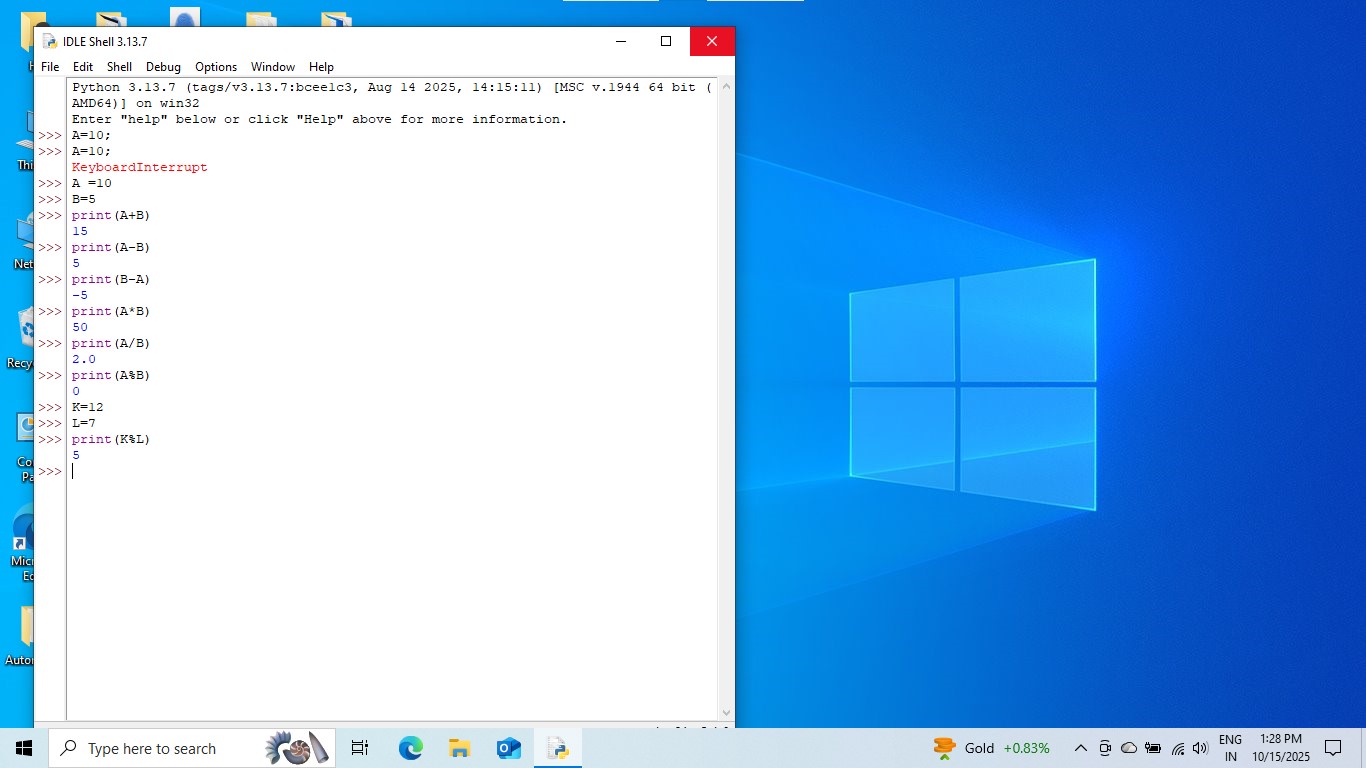 IDLE Shell 3.13.7
File Edit Shell Debug Options Window Help
Python 3.13.7 (tags/v3.13.7:bcee1c3, Aug 14 2025, 14:15:11) [MSC v.1944 64 bit (
AMD64)] on win32
Enter "help" below or click "Help" above for more information.
>>> A=10;
>>> A=10;
KeyboardInterrupt
>>> A =10
>>> B=5
>>> print(A+B)
15
>>> print(A-B)
5
>>> print(B-A)
-5
>>> print(A*B)
50
>>> print(A/B)
2.0
>>> print(A%B)
0
>>> K=12
>>> L=7
>>> print(K%L)
5
>>>
Thi
Net
Recyc
Co
Pa
Micr
Ed
Autor
Type here to search
Gold +0.83%
ENG
IN
1:28 PM
10/15/2025